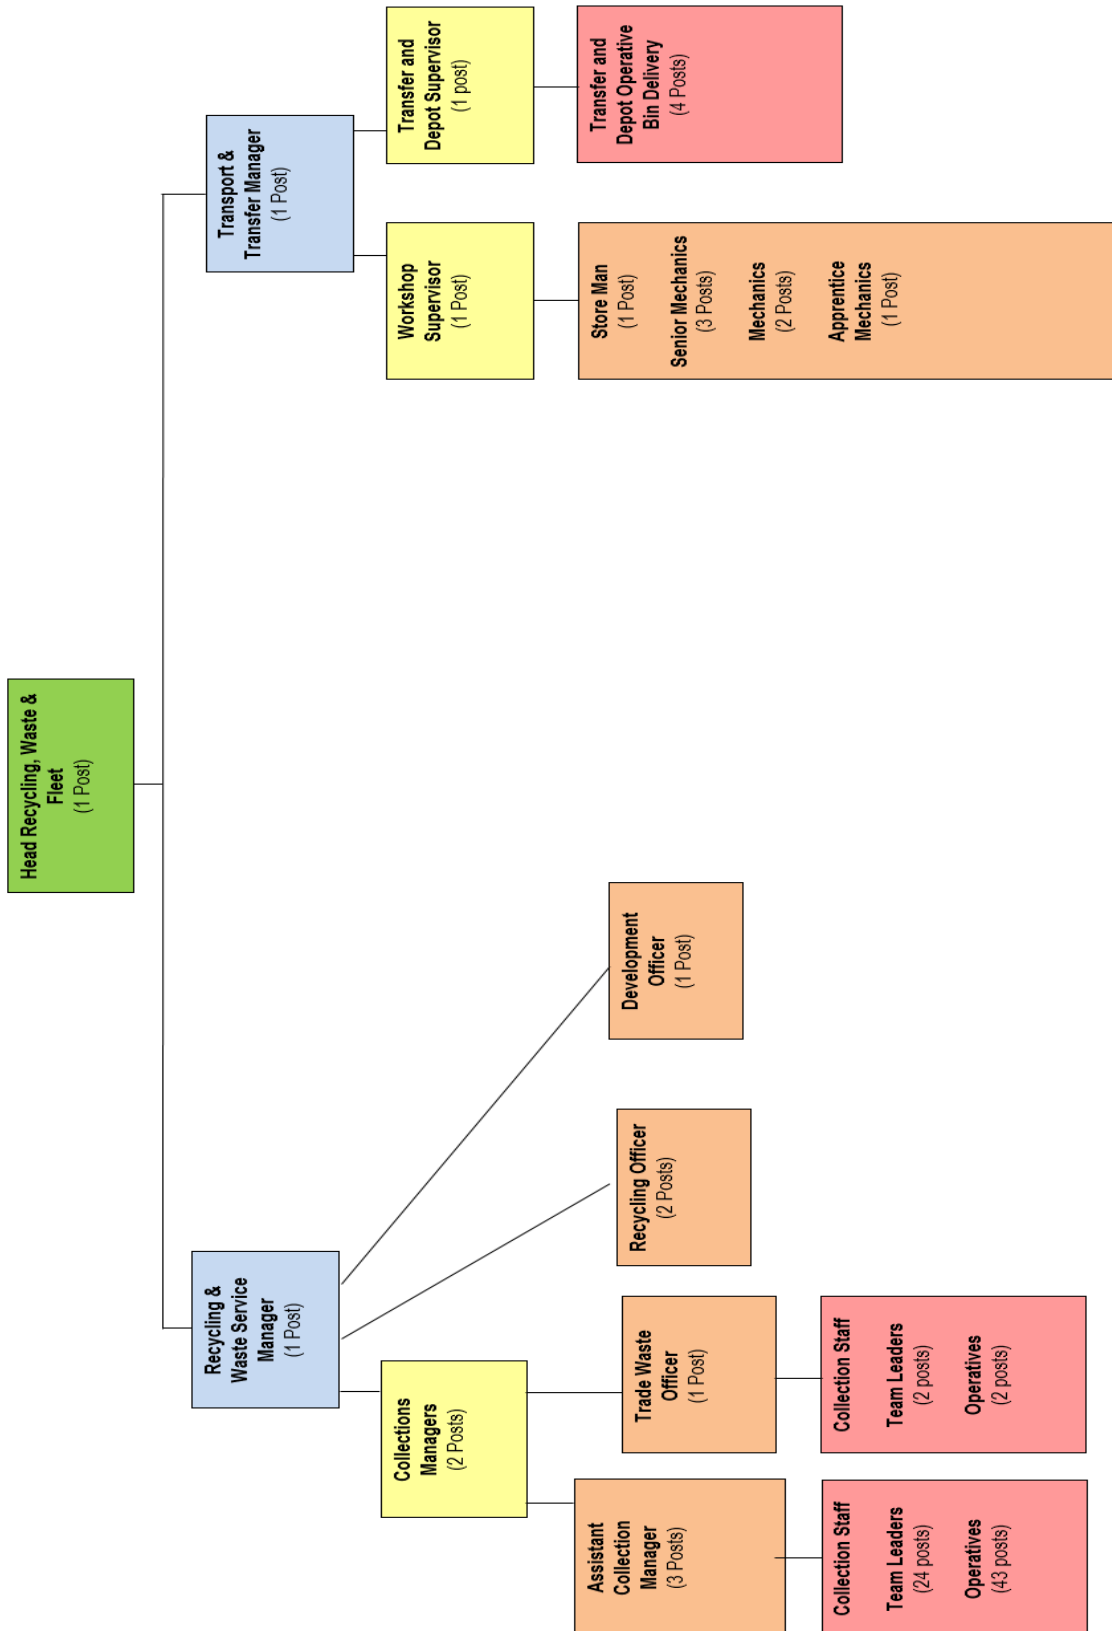 Head Recycling, Waste &
Fleet
(1 Post)
Recycling &
Waste Service
Manager
(1 Post)
Transport &
Transfer Manager
(1 Post)
Collections
Managers
(2 Posts)
Workshop
Supervisor
(1 Post)
Transfer and
Depot Supervisor
(1 post)
Assistant
Collection
Manager
(3 Posts)
Trade Waste
Officer
(1 Post)
Recycling Officer
(2 Posts)
Development
Officer
(1 Post)
Store Man
(1 Post)
Senior Mechanics
(3 Posts)
Mechanics
(2 Posts)
Apprentice
Mechanics
(1 Post)
Transfer and
Depot Operative
Bin Delivery
(4 Posts)
Collection Staff
Team Leaders
(24 posts)
Operatives
(43 posts)
Collection Staff
Team Leaders
(2 posts)
Operatives
(2 posts)